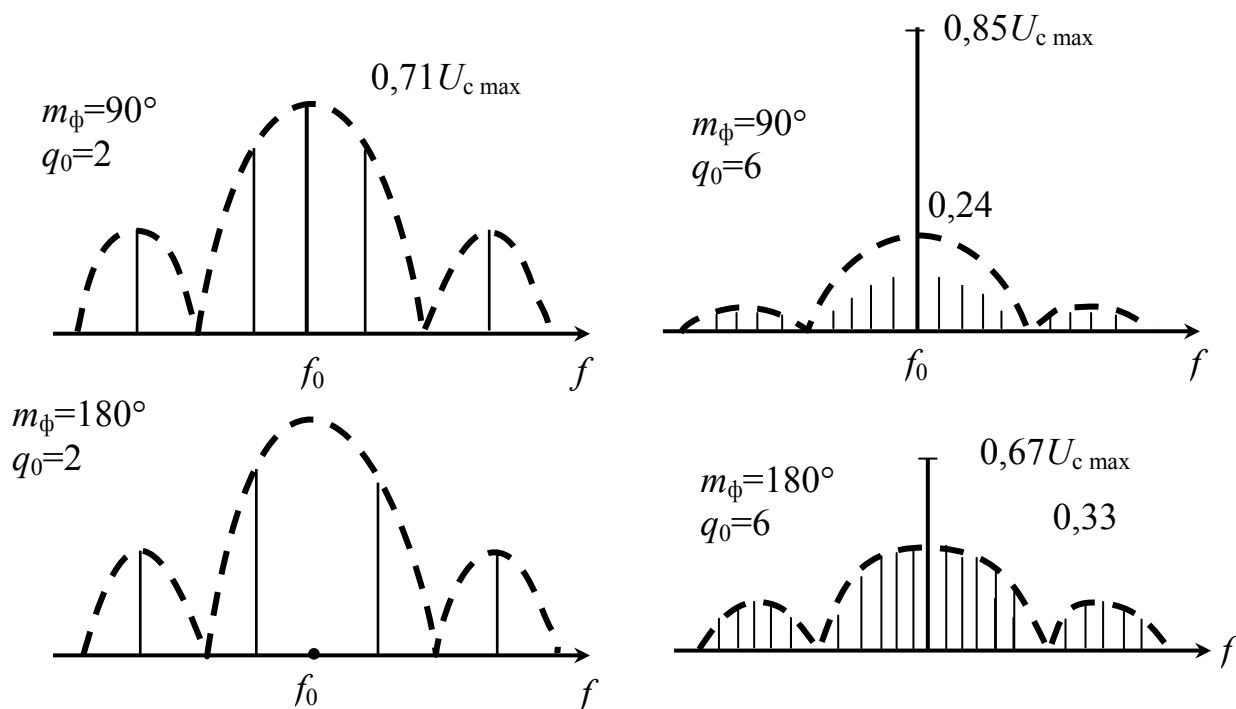 0,71U_c max
m_ф=90°
q_0=2
f_0
f
0,85U_c max
m_ф=90°
q_0=6
0,24
f_0
f
m_ф=180°
q_0=2
f_0
f
0,67U_c max
m_ф=180°
q_0=6
0,33
f